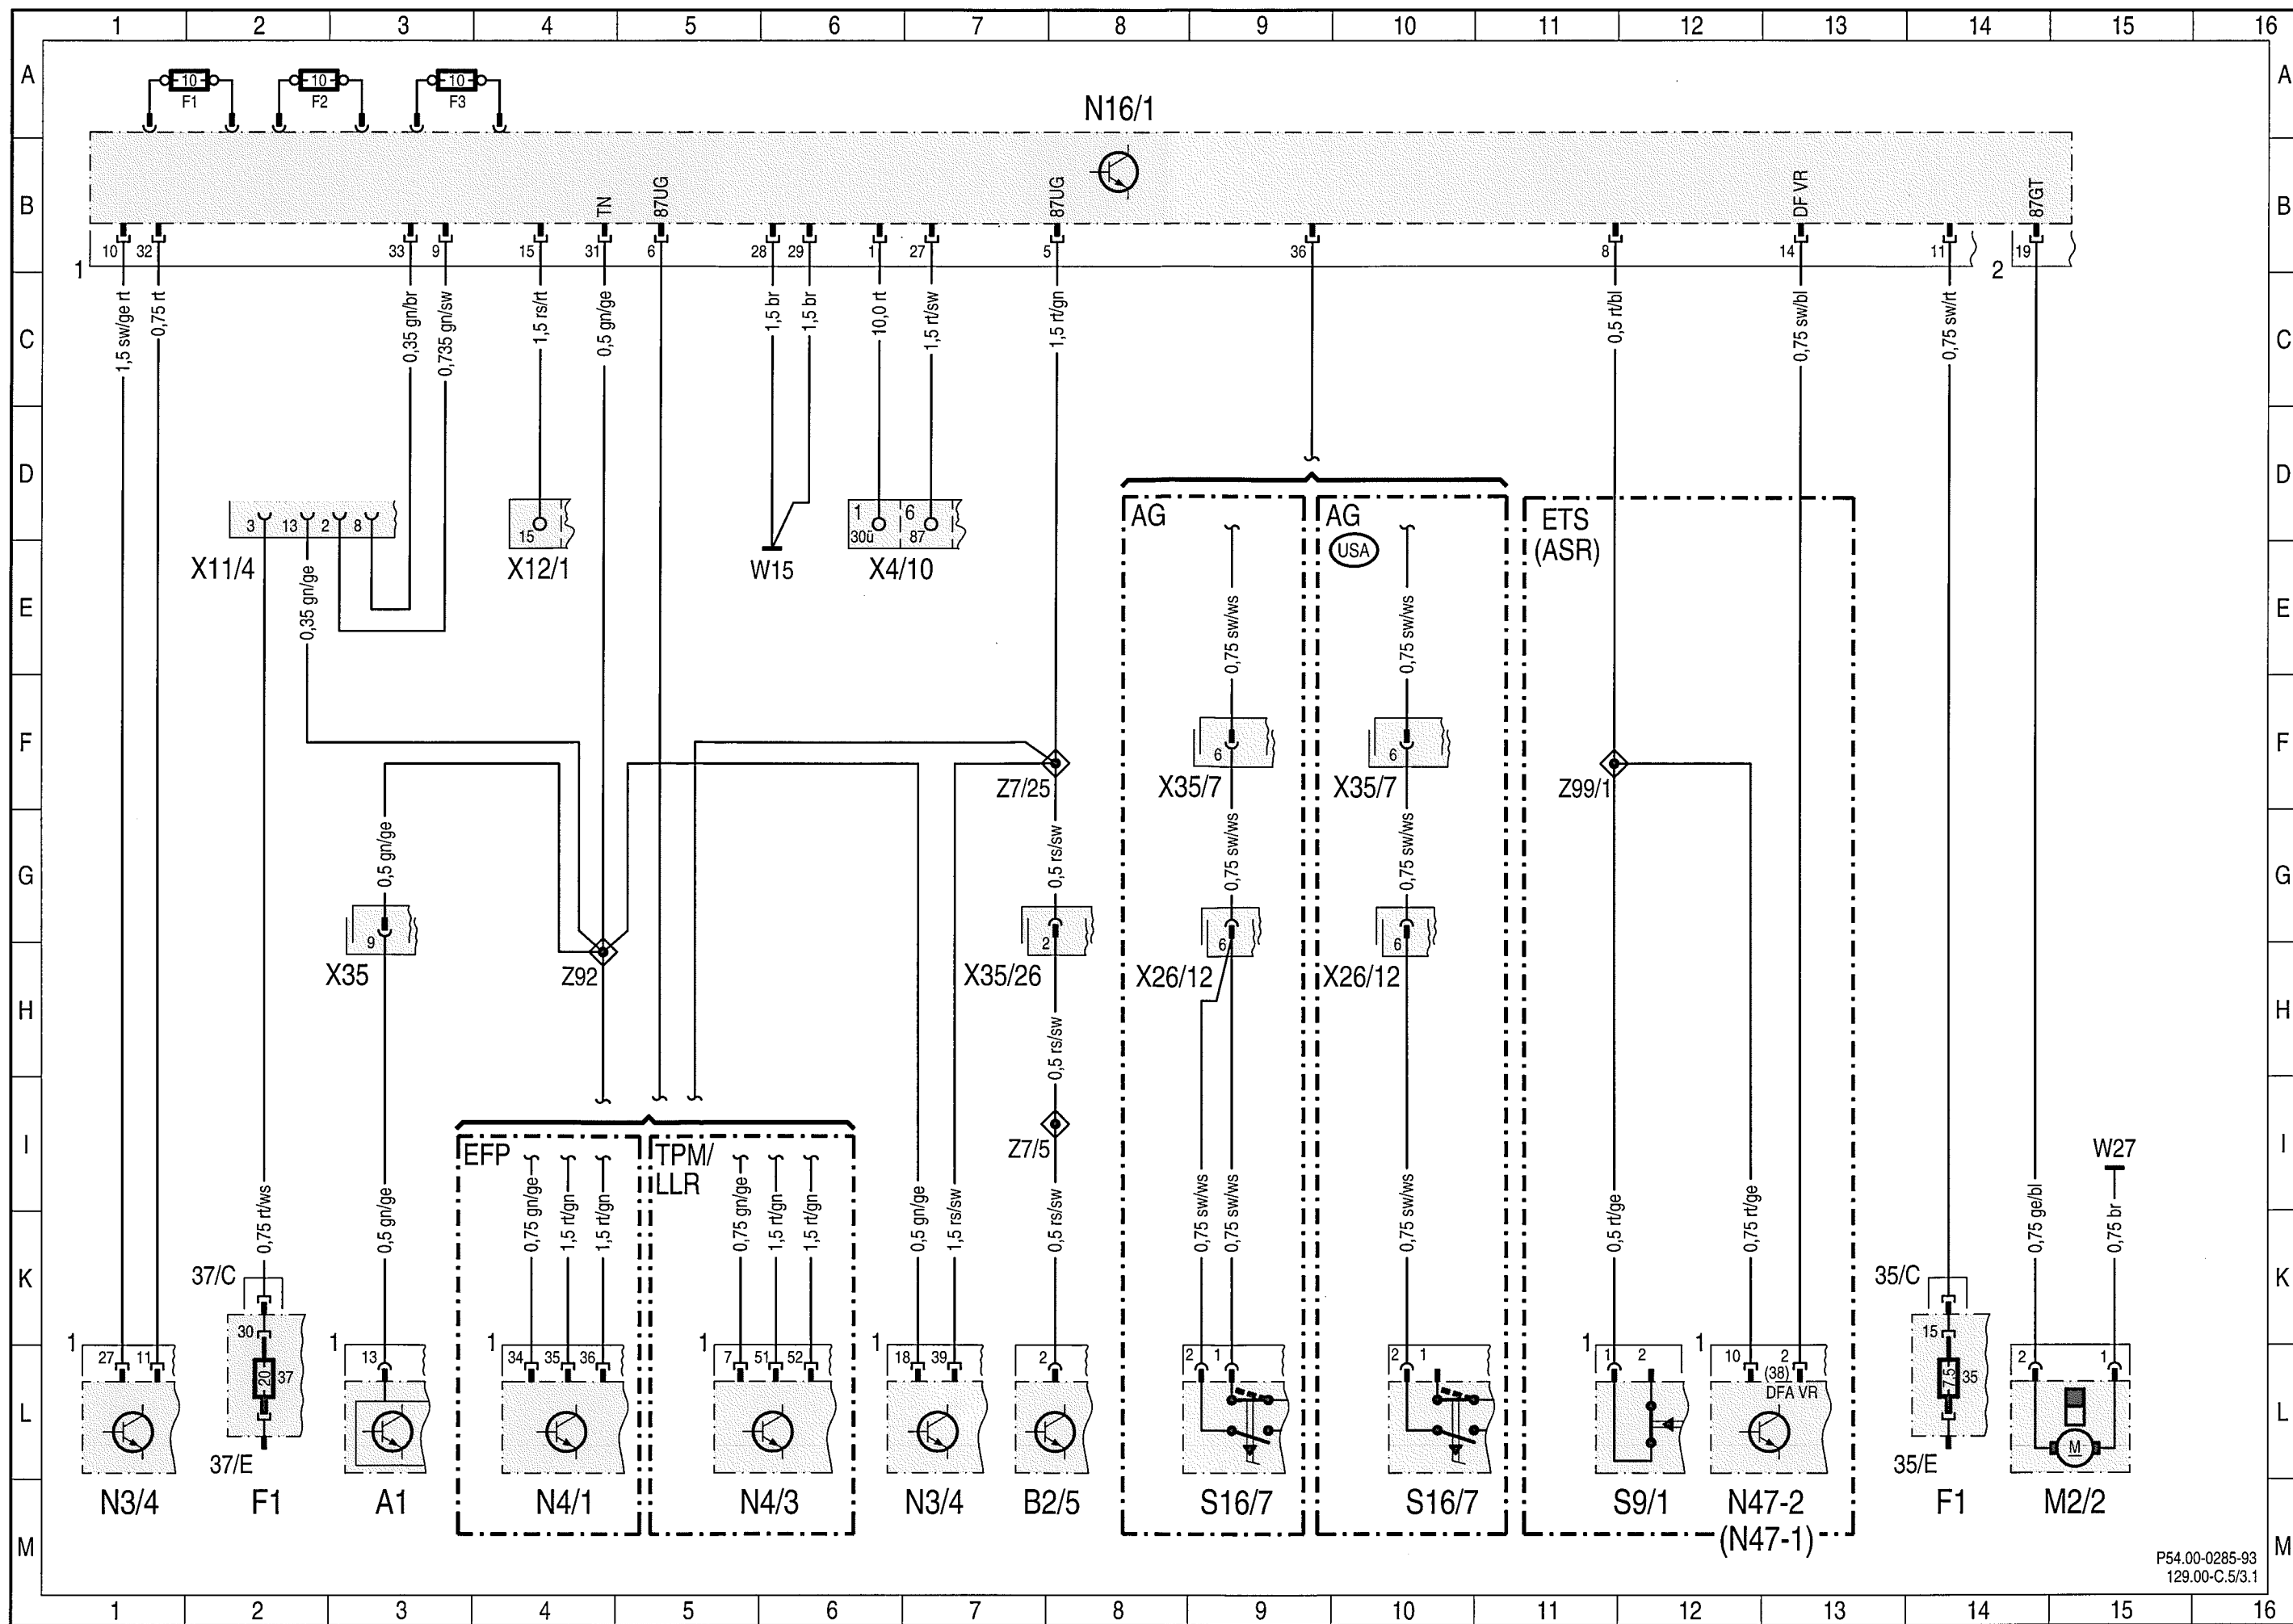 1 2 3 4 5 6 7 8 9 10 11 12 13 14 15 16
A A
10 10 10
F1 F2 F3
N16/1
B B
TN 87UG 87UG DF VR 87GT
10 32 33 9 15 31 6 28 29 1 27 5 36 8 14 11 19
1 2
C C
1,5 sw/ge rt
0,75 rt
0,35 gn/br
0,735 gn/sw
1,5 rs/rt
0,5 gn/ge
1,5 br
1,5 br
10,0 rt
1,5 rt/sw
1,5 rt/gn
0,5 rt/bl
0,75 sw/bl
0,75 sw/rt
D D
3 13 2 8
15
1 6
30ü 87
AG
AG
USA
ETS
(ASR)
X11/4 X12/1 W15 X4/10
E E
0,35 gn/ge
0,75 sw/ws
0,75 sw/ws
F F
6 6
Z7/25 X35/7 X35/7 Z99/1
G G
0,5 gn/ge
0,5 rs/sw
0,75 sw/ws
0,75 sw/ws
9 2 6 6
X35 Z92 X35/26 X26/12 X26/12
H H
0,5 rs/sw
I I
Z7/5
W27
EFP
TPM/
LLR
0,75 rt/ws
0,5 gn/ge
0,75 gn/ge
1,5 rt/gn
1,5 rt/gn
0,75 gn/ge
1,5 rt/gn
1,5 rt/gn
0,5 gn/ge
1,5 rs/sw
0,5 rs/sw
0,75 sw/ws
0,75 sw/ws
0,75 sw/ws
0,5 rt/ge
0,75 rt/ge
0,75 ge/bl
0,75 br
K K
37/C 35/C
30 15
1 1 1 1 1 1 1
27 11 13 34 35 36 7 51 52 18 39 2 2 1 2 1 1 2 10 2 2 1
(38)
DFA VR
L L
20 37
7,5 35
M
37/E 35/E
N3/4 F1 A1 N4/1 N4/3 N3/4 B2/5 S16/7 S16/7 S9/1 N47-2 F1 M2/2
(N47-1)
M M
P54.00-0285-93
129.00-C.5/3.1
1 2 3 4 5 6 7 8 9 10 11 12 13 14 15 16